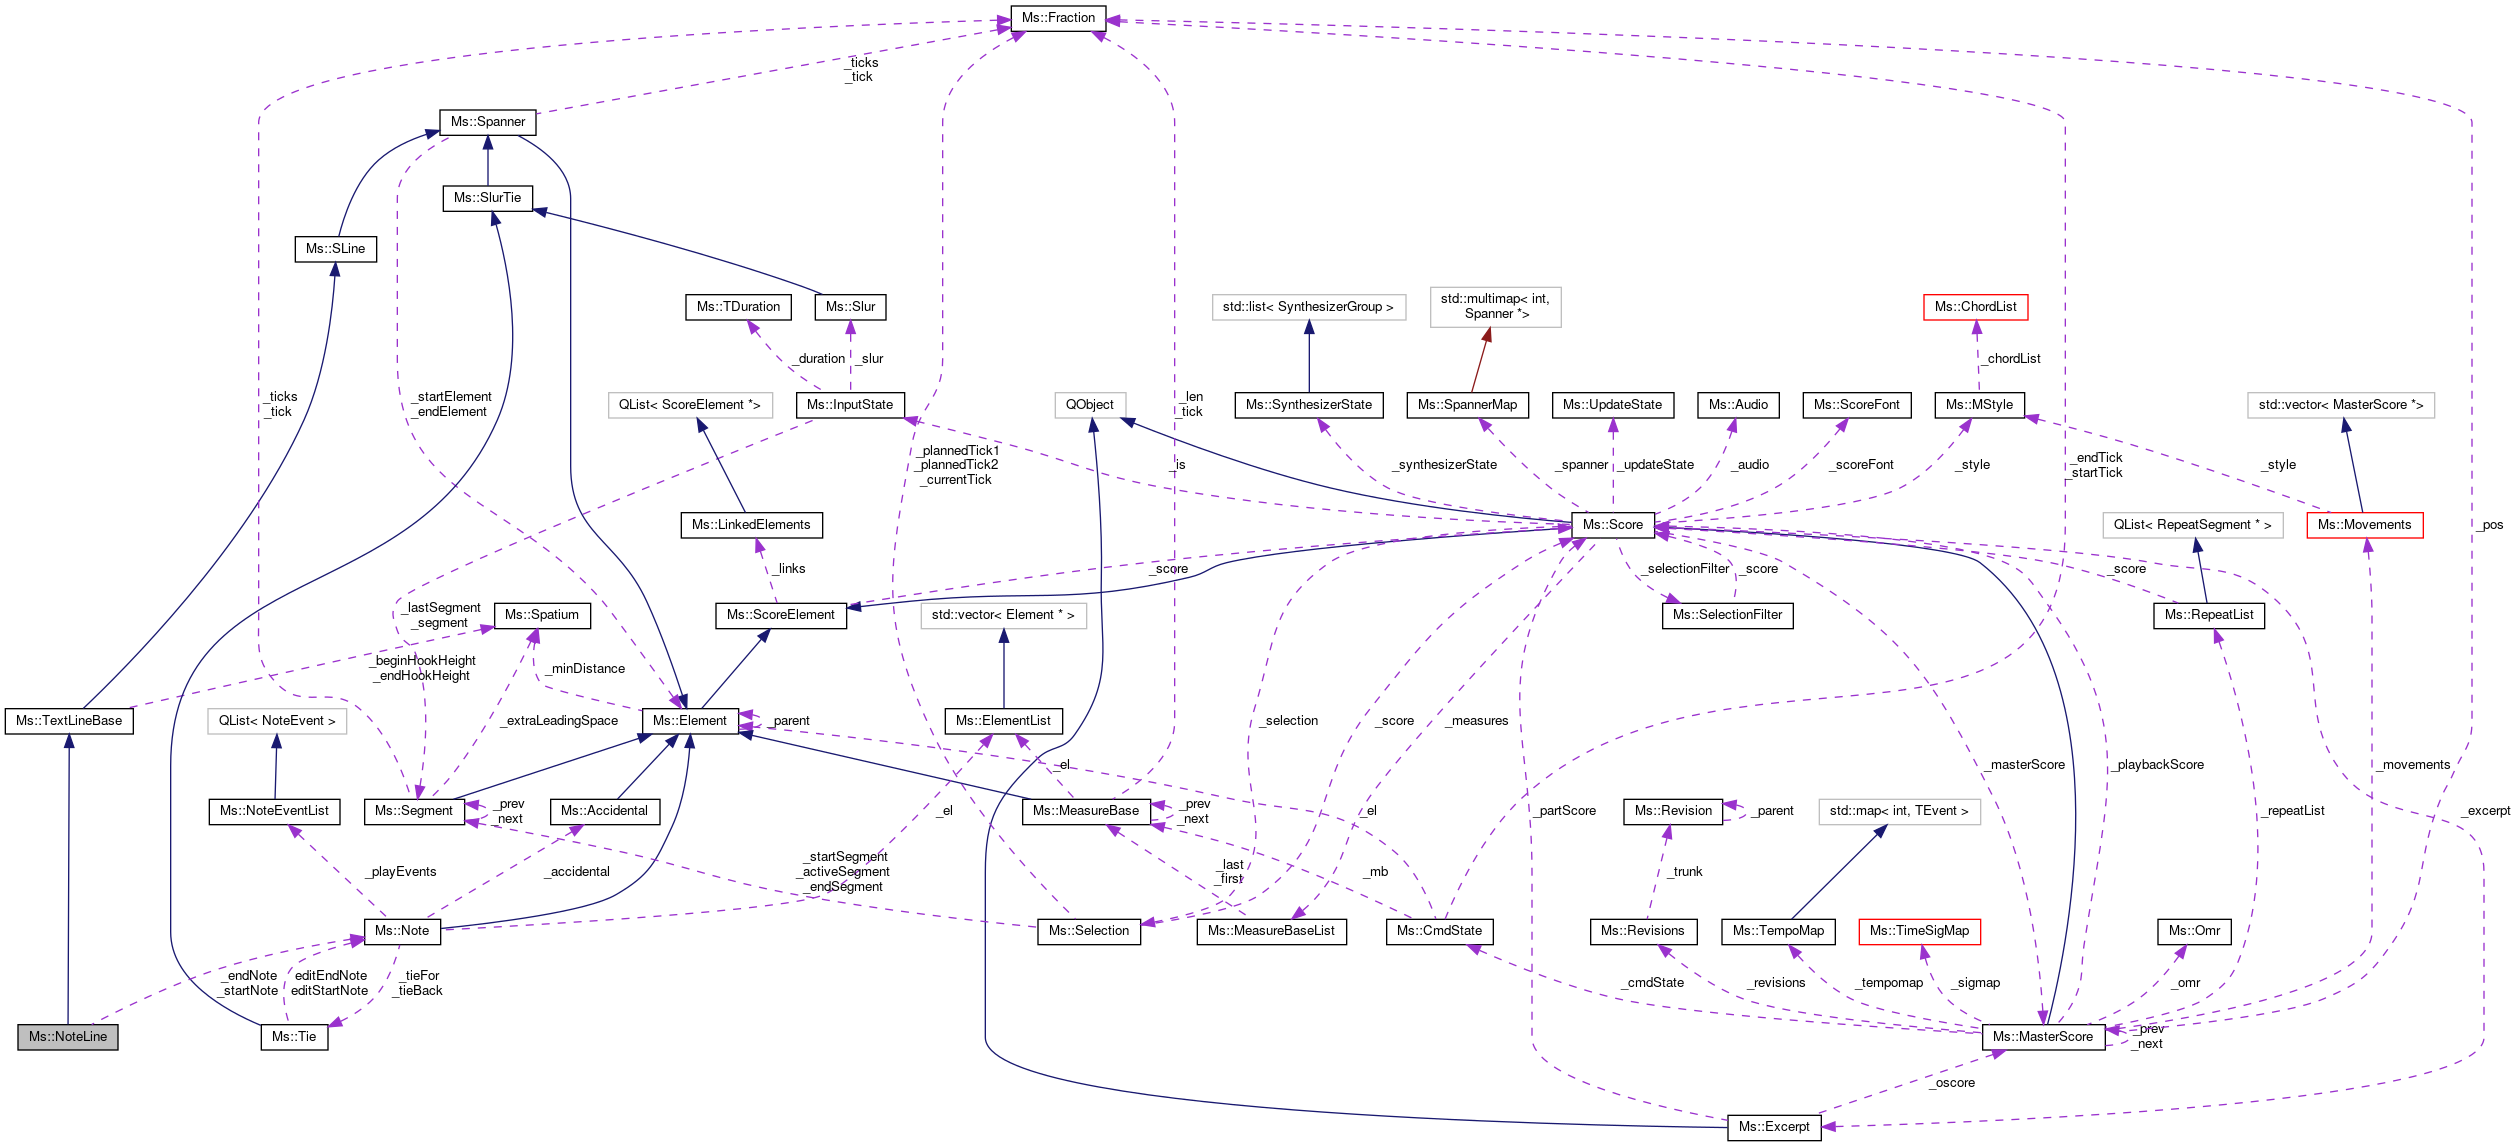 Ms::Fraction
_ticks
_tick
Ms::Spanner
Ms::SlurTie
Ms::SLine
Ms::TDuration
Ms::Slur
std::list< SynthesizerGroup >
std::multimap< int,
Spanner *>
Ms::ChordList
_duration
_slur
_chordList
_ticks
_tick
_startElement
_endElement
QList< ScoreElement *>
Ms::InputState
QObject
_len
_tick
Ms::SynthesizerState
Ms::SpannerMap
Ms::UpdateState
Ms::Audio
Ms::ScoreFont
Ms::MStyle
std::vector< MasterScore *>
_plannedTick1
_plannedTick2
_currentTick
_is
_synthesizerState
_spanner
_updateState
_audio
_scoreFont
_style
_endTick
_startTick
_style
Ms::LinkedElements
Ms::Score
QList< RepeatSegment * >
Ms::Movements
_pos
_links
_score
_selectionFilter
_score
_score
_lastSegment
_segment
Ms::Spatium
Ms::ScoreElement
std::vector< Element * >
Ms::SelectionFilter
Ms::RepeatList
_beginHookHeight
_endHookHeight
_minDistance
Ms::TextLineBase
QList< NoteEvent >
_extraLeadingSpace
Ms::Element
_parent
Ms::ElementList
_selection
_score
_measures
_el
_masterScore
_playbackScore
_movements
Ms::NoteEventList
Ms::Segment
_prev
_next
Ms::Accidental
_el
Ms::MeasureBase
_prev
_next
_el
_partScore
Ms::Revision
_parent
std::map< int, TEvent >
_repeatList
_excerpt
_playEvents
_accidental
_startSegment
_activeSegment
_endSegment
_last
_first
_mb
_trunk
Ms::Note
Ms::Selection
Ms::MeasureBaseList
Ms::CmdState
Ms::Revisions
Ms::TempoMap
Ms::TimeSigMap
Ms::Omr
_endNote
_startNote
editEndNote
editStartNote
_tieFor
_tieBack
_cmdState
_revisions
_tempomap
_sigmap
_omr
Ms::NoteLine
Ms::Tie
Ms::MasterScore
_prev
_next
_oscore
Ms::Excerpt